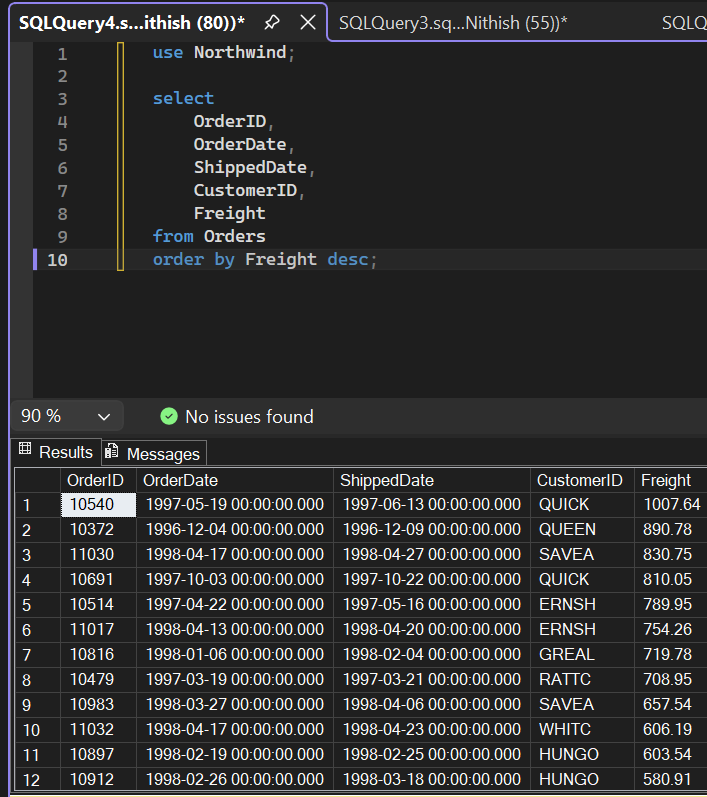 SQLQuery4.s...ithish (80))* SQLQuery3.sq...Nithish (55))* SQLQ
1 use Northwind;
2
3 select
4 OrderID,
5 OrderDate,
6 ShippedDate,
7 CustomerID,
8 Freight
9 from Orders
10 order by Freight desc;
90 % No issues found
Results Messages
OrderID OrderDate ShippedDate CustomerID Freight
1 10540 1997-05-19 00:00:00.000 1997-06-13 00:00:00.000 QUICK 1007.64
2 10372 1996-12-04 00:00:00.000 1996-12-09 00:00:00.000 QUEEN 890.78
3 11030 1998-04-17 00:00:00.000 1998-04-27 00:00:00.000 SAVEA 830.75
4 10691 1997-10-03 00:00:00.000 1997-10-22 00:00:00.000 QUICK 810.05
5 10514 1997-04-22 00:00:00.000 1997-05-16 00:00:00.000 ERNSH 789.95
6 11017 1998-04-13 00:00:00.000 1998-04-20 00:00:00.000 ERNSH 754.26
7 10816 1998-01-06 00:00:00.000 1998-02-04 00:00:00.000 GREAL 719.78
8 10479 1997-03-19 00:00:00.000 1997-03-21 00:00:00.000 RATTC 708.95
9 10983 1998-03-27 00:00:00.000 1998-04-06 00:00:00.000 SAVEA 657.54
10 11032 1998-04-17 00:00:00.000 1998-04-23 00:00:00.000 WHITC 606.19
11 10897 1998-02-19 00:00:00.000 1998-02-25 00:00:00.000 HUNGO 603.54
12 10912 1998-02-26 00:00:00.000 1998-03-18 00:00:00.000 HUNGO 580.91